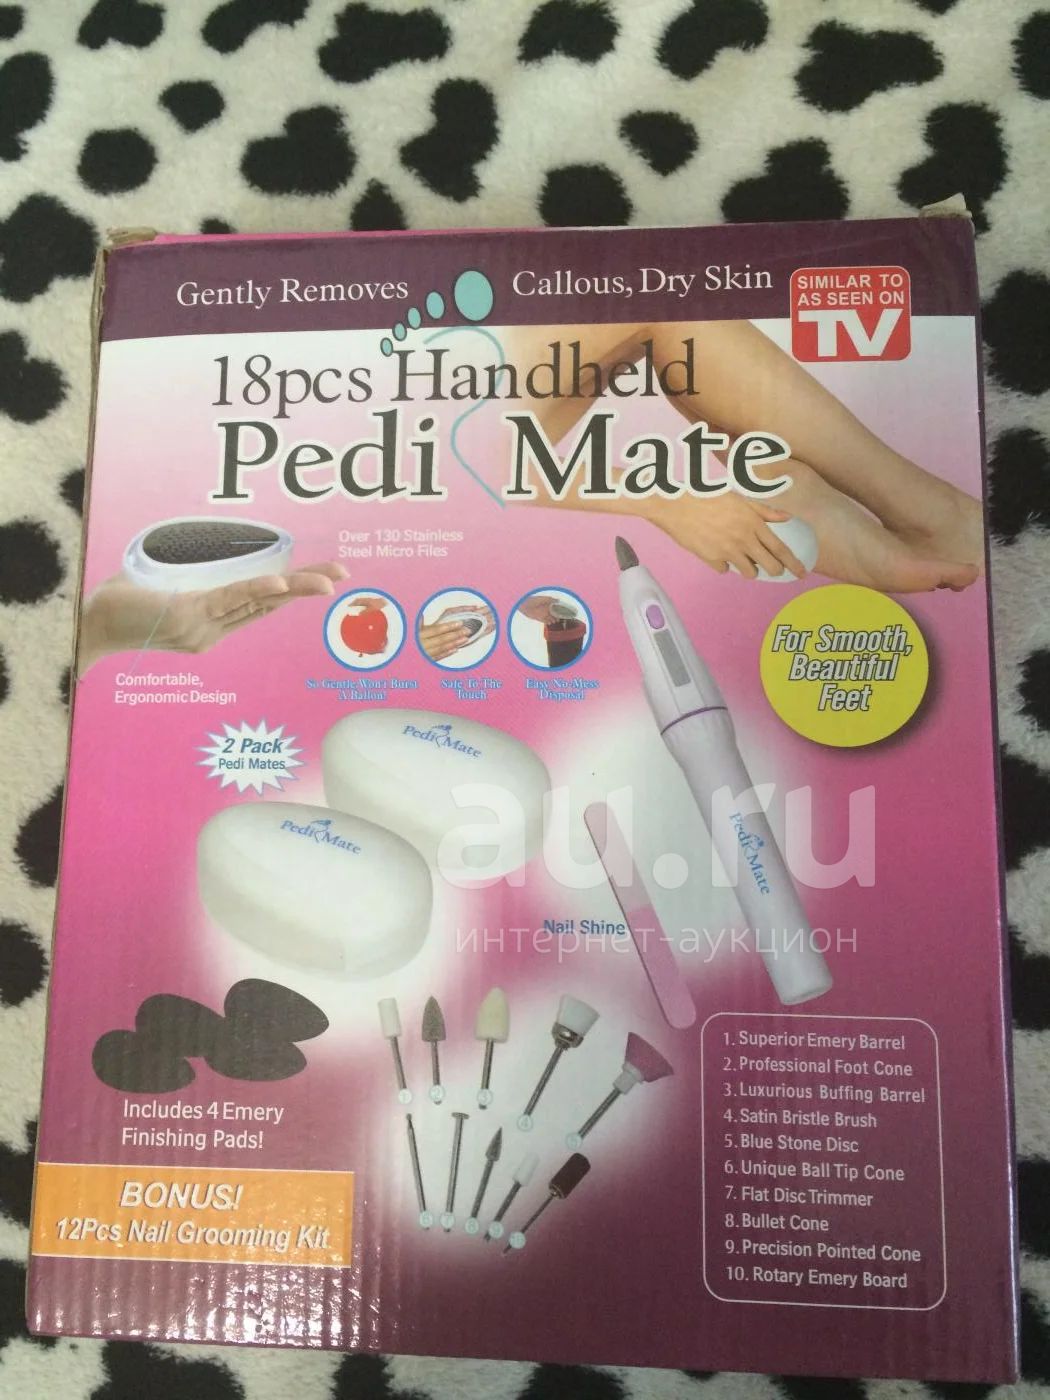 Gently Removes
Callous, Dry Skin
SIMILAR TO
AS SEEN ON
TV
18pcs Handheld
Pedi Mate
Over 130 Stainless
Steel Micro Files
Comfortable,
Ergonomic Design
So Gentle Won't Burst
A Ballon!
Safe To The
Touch
Easy No-Mess
Disposal
For Smooth,
Beautiful
Feet
2 Pack
Pedi Mates
Pedi Mate
Pedi Mate
Pedi Mate
au.ru
интернет-аукцион
Nail Shine
Includes 4 Emery
Finishing Pads!
BONUS!
12Pcs Nail Grooming Kit
1. Superior Emery Barrel
2. Professional Foot Cone
3. Luxurious Buffing Barrel
4. Satin Bristle Brush
5. Blue Stone Disc
6. Unique Ball Tip Cone
7. Flat Disc Trimmer
8. Bullet Cone
9. Precision Pointed Cone
10. Rotary Emery Board